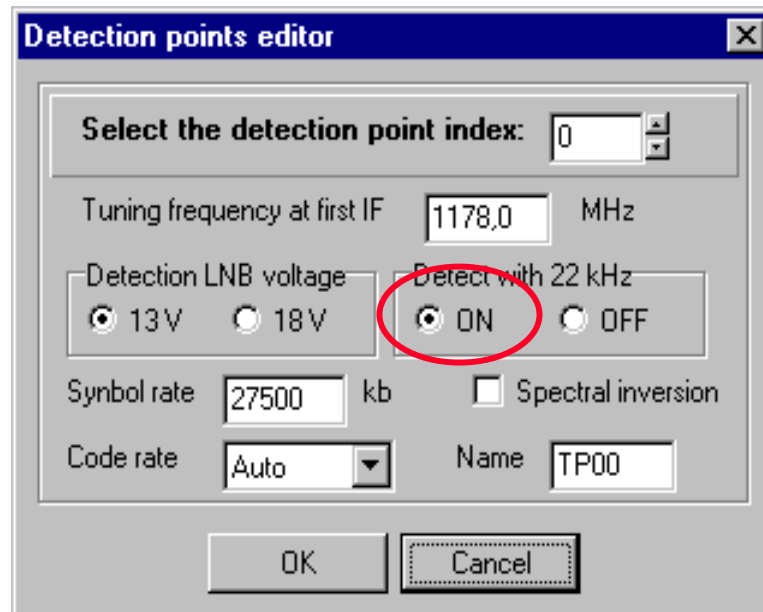 Detection points editor
Select the detection point index: 0
Tuning frequency at first IF 1178,0 MHz
Detection LNB voltage Detect with 22 kHz
13 V 18 V ON OFF
Synbol rate 27500 kb Spectral inversion
Code rate Auto Name TP00
OK Cancel